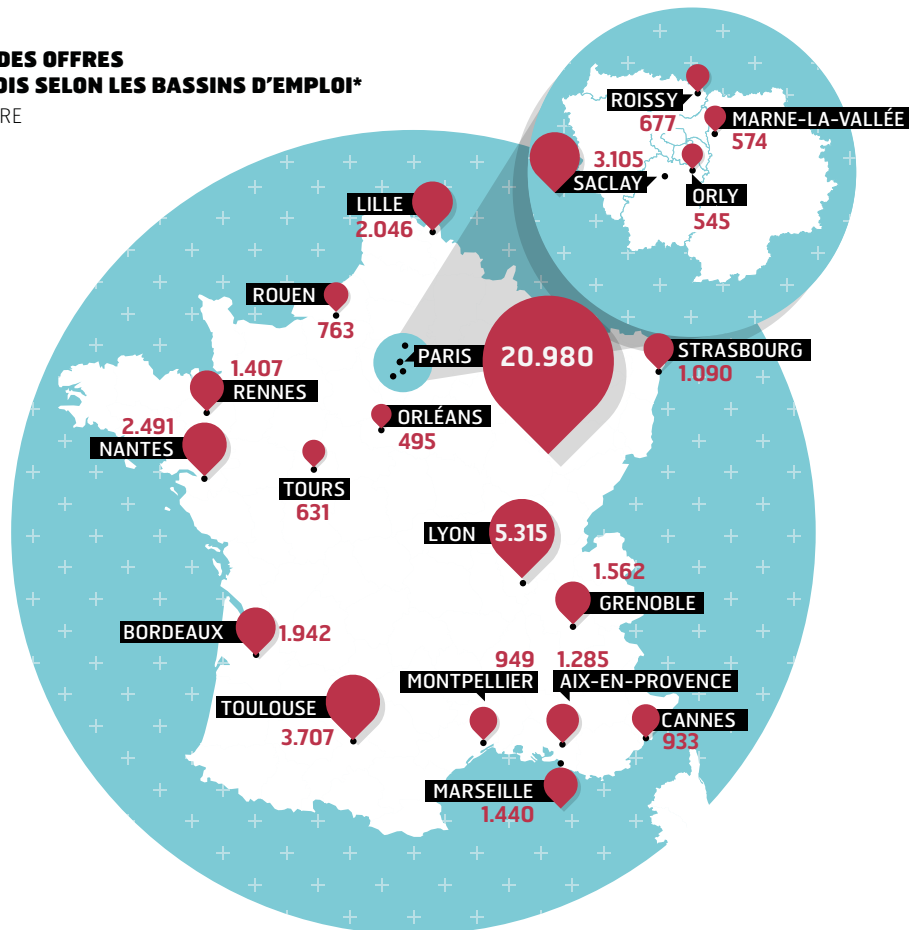 DES OFFRES
OIS SELON LES BASSINS D'EMPLOI*
RE
ROISSY
677
MARNE-LA-VALLÉE
574
3.105
SACLAY
ORLY
545
LILLE
2.046
ROUEN
763
PARIS
20.980
STRASBOURG
1.090
1.407
RENNES
ORLÉANS
495
2.491
NANTES
TOURS
631
LYON
5.315
1.562
GRENOBLE
BORDEAUX
1.942
949
MONTPELLIER
1.285
AIX-EN-PROVENCE
TOULOUSE
3.707
CANNES
933
MARSEILLE
1.440